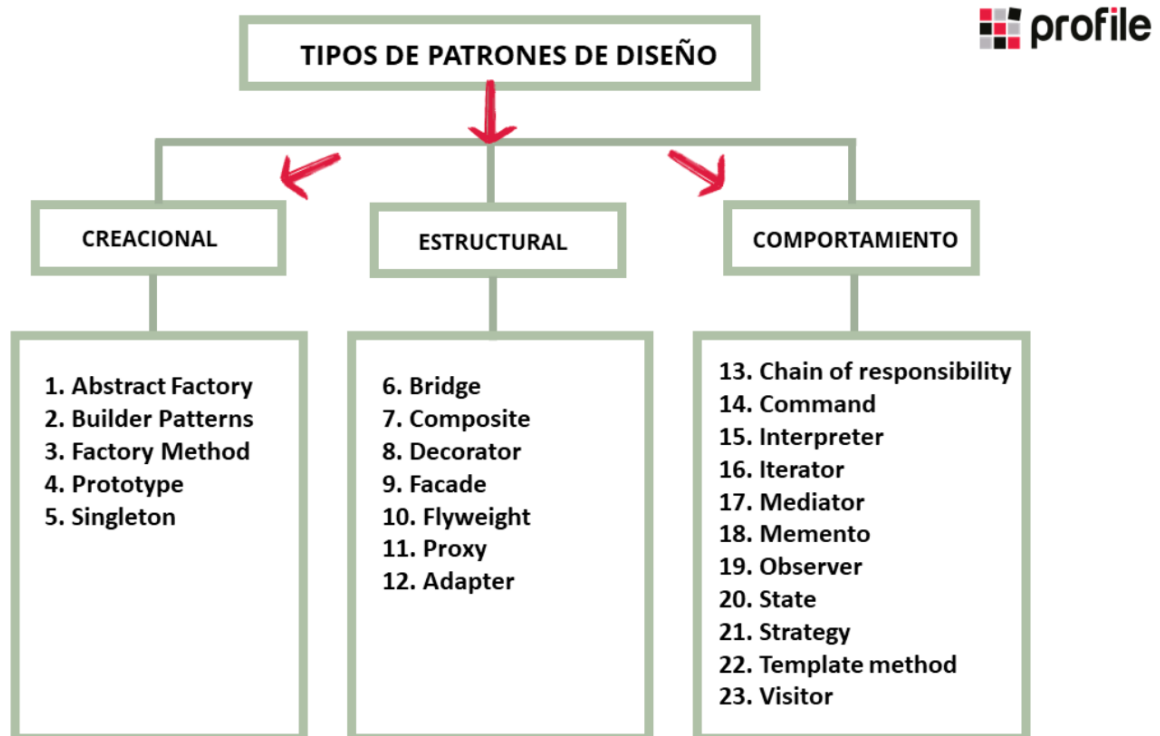 profile
TIPOS DE PATRONES DE DISEÑO
CREACIONAL
ESTRUCTURAL
COMPORTAMIENTO
1. Abstract Factory
2. Builder Patterns
3. Factory Method
4. Prototype
5. Singleton
6. Bridge
7. Composite
8. Decorator
9. Facade
10. Flyweight
11. Proxy
12. Adapter
13. Chain of responsibility
14. Command
15. Interpreter
16. Iterator
17. Mediator
18. Memento
19. Observer
20. State
21. Strategy
22. Template method
23. Visitor